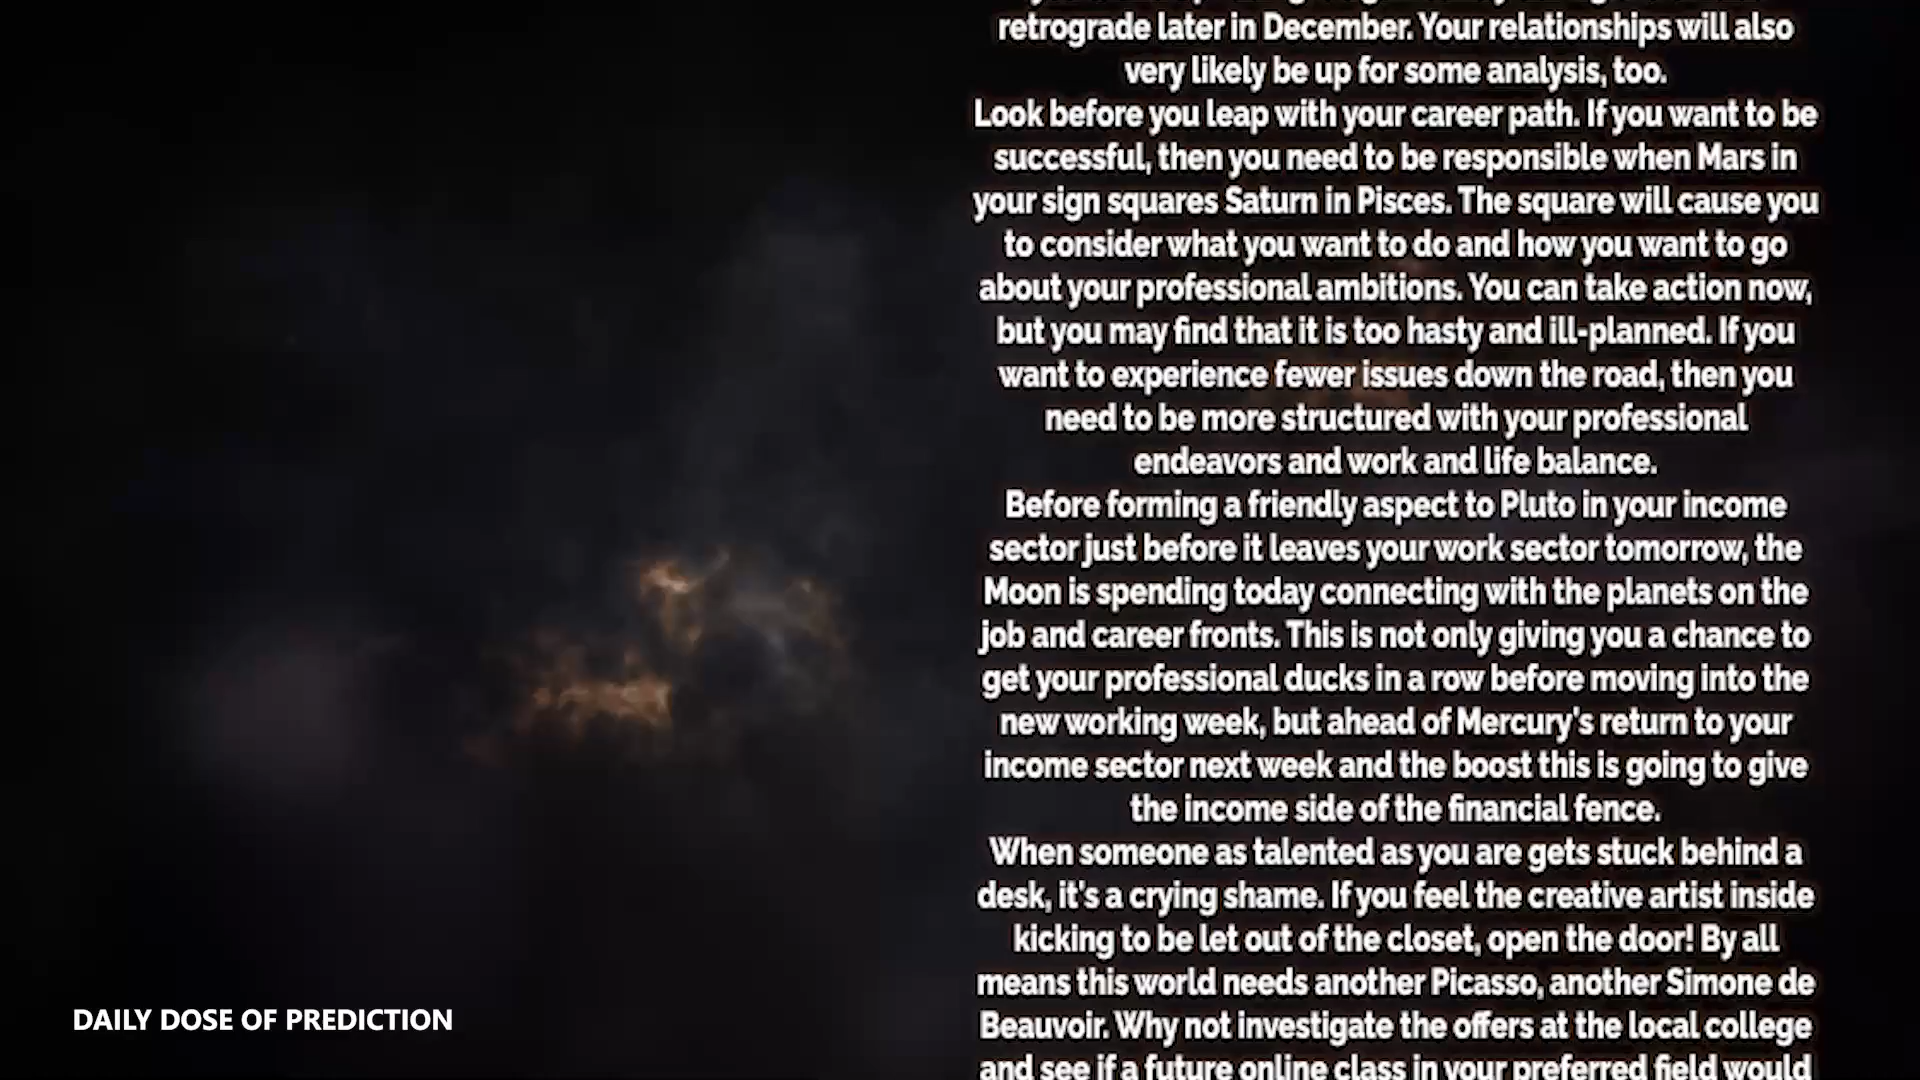 retrograde later in December. Your relationships will also
very likely be up for some analysis, too.
Look before you leap with your career path. If you want to be
successful, then you need to be responsible when Mars in
your sign squares Saturn in Pisces. The square will cause you
to consider what you want to do and how you want to go
about your professional ambitions. You can take action now,
but you may find that it is too hasty and ill-planned. If you
want to experience fewer issues down the road, then you
need to be more structured with your professional
endeavors and work and life balance.
Before forming a friendly aspect to Pluto in your income
sector just before it leaves your work sector tomorrow, the
Moon is spending today connecting with the planets on the
job and career fronts. This is not only giving you a chance to
get your professional ducks in a row before moving into the
new working week, but ahead of Mercury's return to your
income sector next week and the boost this is going to give
the income side of the financial fence.
When someone as talented as you are gets stuck behind a
desk, it's a crying shame. If you feel the creative artist inside
kicking to be let out of the closet, open the door! By all
means this world needs another Picasso, another Simone de
Beauvoir. Why not investigate the offers at the local college
and see if a future online class in your preferred field would
DAILY DOSE OF PREDICTION